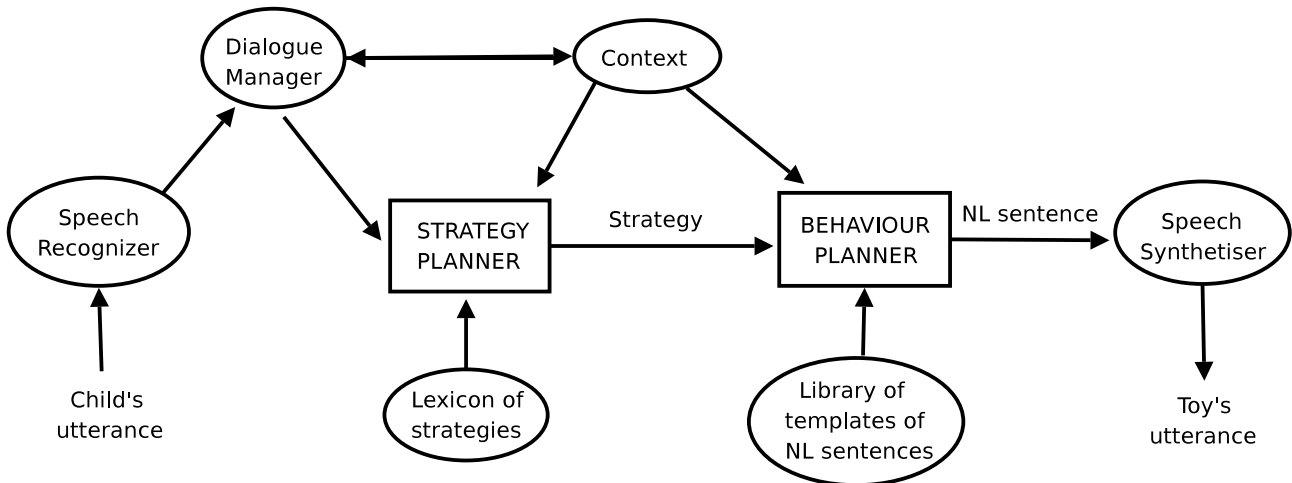 Dialogue
Manager
Context
Speech
Recognizer
STRATEGY
PLANNER
Strategy
BEHAVIOUR
PLANNER
NL sentence
Speech
Synthetiser
Child's
utterance
Lexicon of
strategies
Library of
templates of
NL sentences
Toy's
utterance